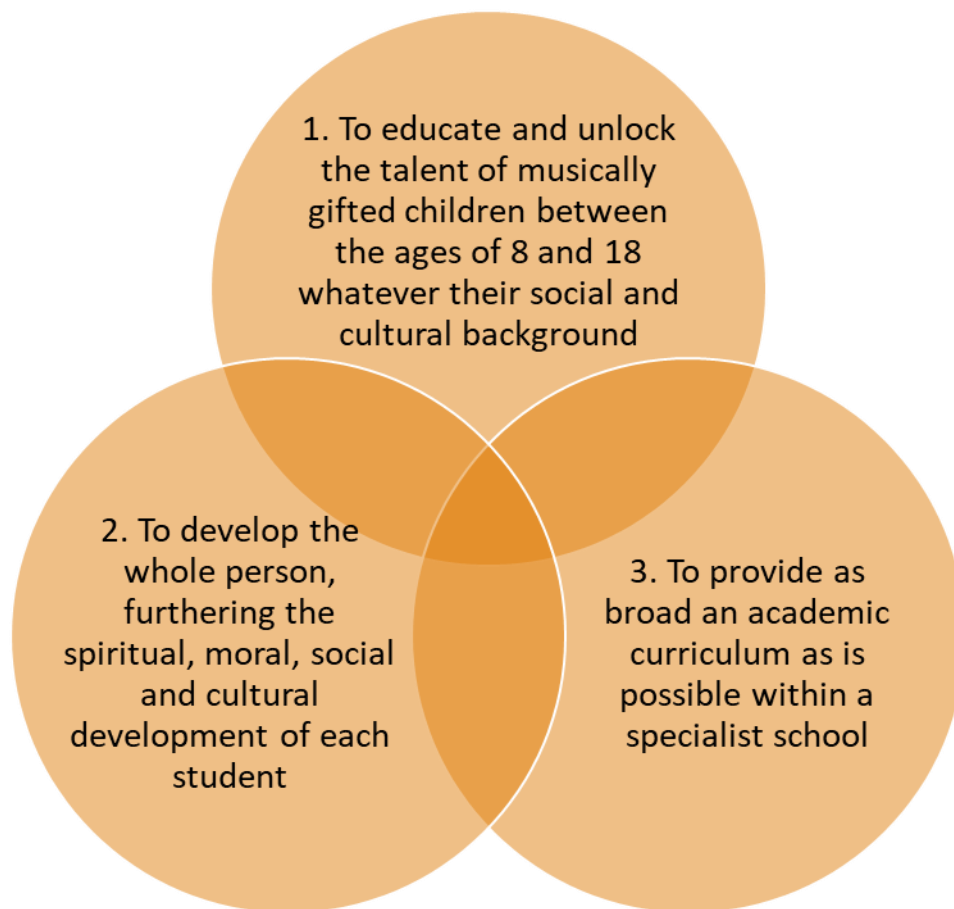 1. To educate and unlock
the talent of musically
gifted children between
the ages of 8 and 18
whatever their social and
cultural background
2. To develop the
whole person,
furthering the
spiritual, moral, social
and cultural
development of each
student
3. To provide as
broad an academic
curriculum as is
possible within a
specialist school